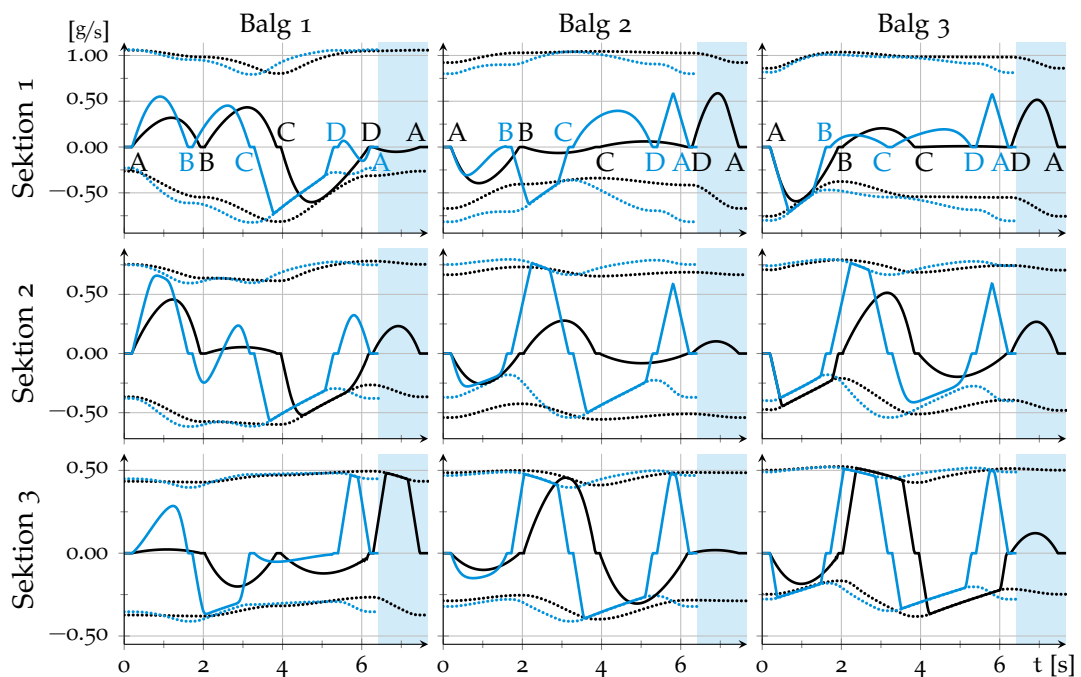 [g/s] Balg 1 Balg 2 Balg 3
Sektion 1
1.00
0.50
0.00
−0.50
A B B C C D D A A
A B B C C D A D A
A B B C C D A D A
Sektion 2
0.50
0.00
−0.50
Sektion 3
0.50
0.00
−0.50
0 2 4 6 0 2 4 6 0 2 4 6 t [s]